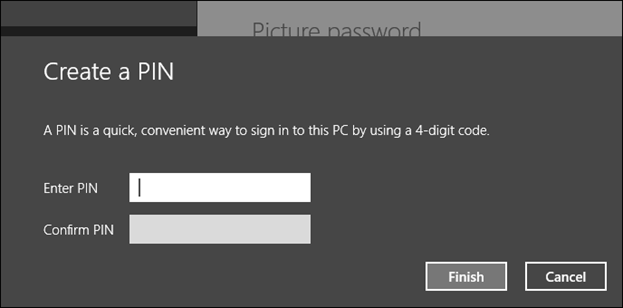 Picture password
Create a PIN
A PIN is a quick, convenient way to sign in to this PC by using a 4-digit code.
Enter PIN
Confirm PIN
Finish Cancel